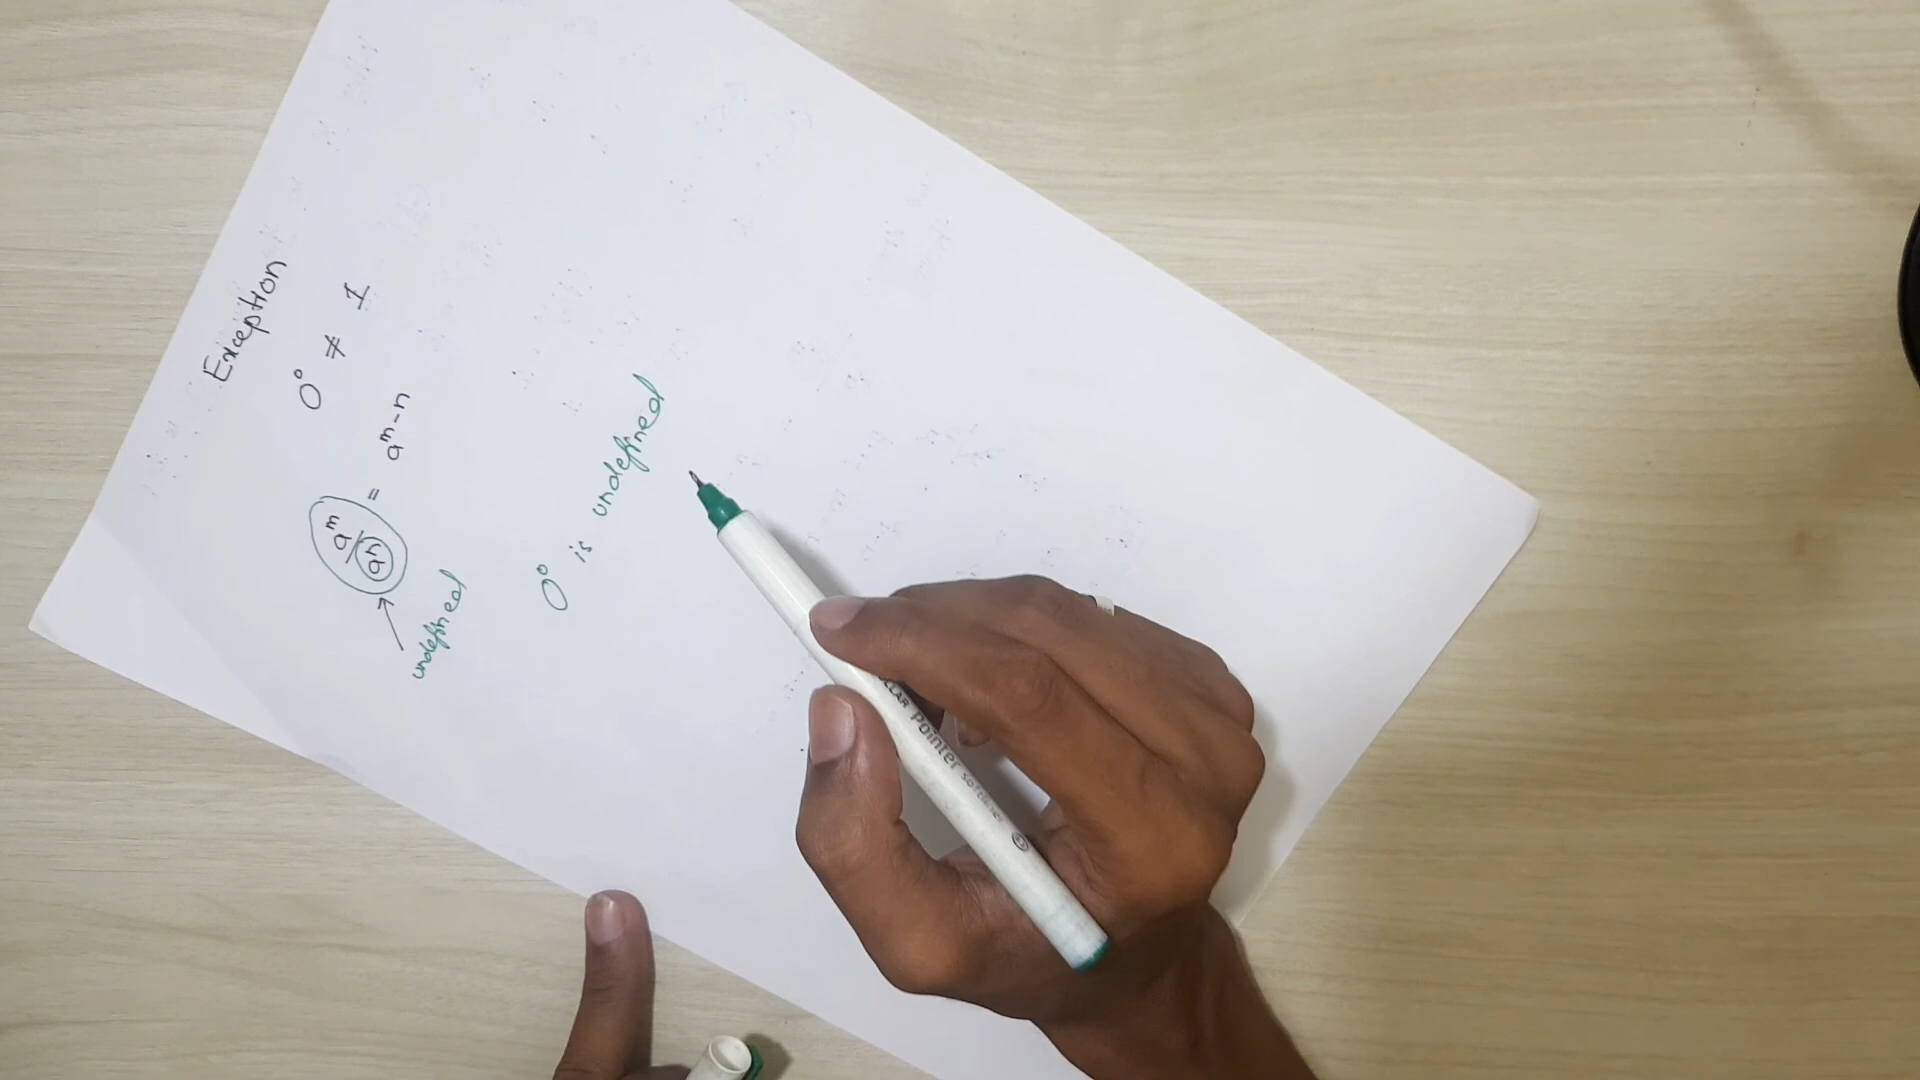 Exception
0⁰ ≠ 1
aᵐ/aⁿ = aᵐ⁻ⁿ
undefined
0⁰ is undefined
Pointer